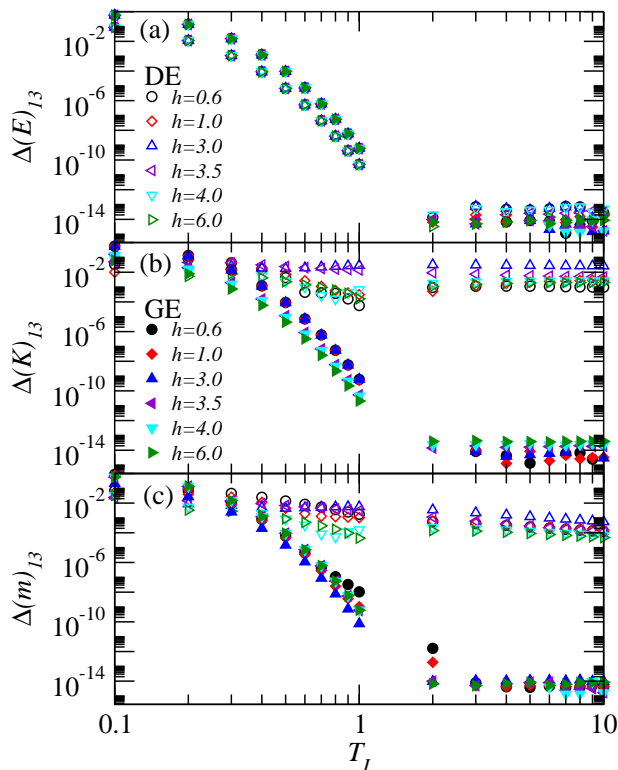 10^-2
(a)
DE
h=0.6
10^-6
h=1.0
Δ(E)_13
h=3.0
10^-10
h=3.5
h=4.0
10^-14
h=6.0
10^-2
(b)
GE
10^-6
h=0.6
Δ(K)_13
h=1.0
10^-10
h=3.0
h=3.5
h=4.0
10^-14
h=6.0
10^-2
(c)
10^-6
Δ(m)_13
10^-10
10^-14
0.1 1 10
T_I